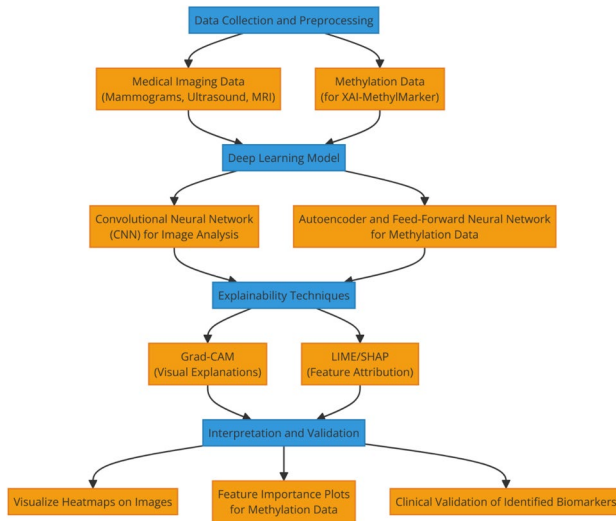 Data Collection and Preprocessing
Medical Imaging Data
(Mammograms, Ultrasound, MRI)
Methylation Data
(for XAI-MethylMarker)
Deep Learning Model
Convolutional Neural Network
(CNN) for Image Analysis
Autoencoder and Feed-Forward Neural Network
for Methylation Data
Explainability Techniques
Grad-CAM
(Visual Explanations)
LIME/SHAP
(Feature Attribution)
Interpretation and Validation
Visualize Heatmaps on Images
Feature Importance Plots
for Methylation Data
Clinical Validation of Identified Biomarkers